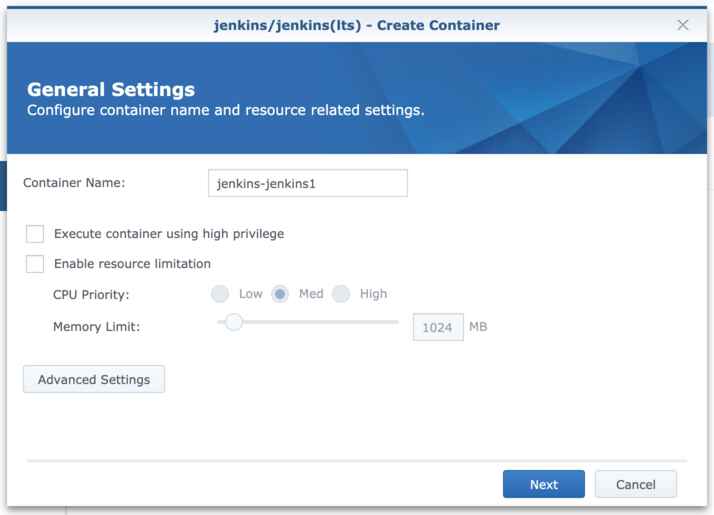 jenkins/jenkins(lts) - Create Container
General Settings
Configure container name and resource related settings.
Container Name: jenkins-jenkins1
Execute container using high privilege
Enable resource limitation
CPU Priority: Low Med High
Memory Limit: 1024 MB
Advanced Settings
Next Cancel